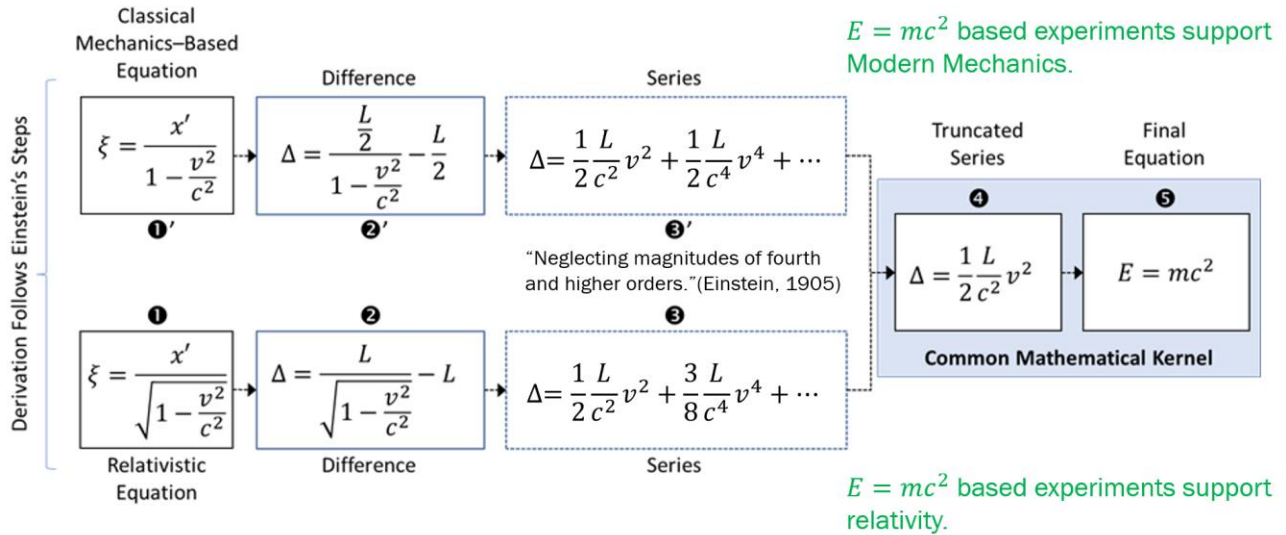 Classical
Mechanics–Based
Equation
Difference
Series
E = mc² based experiments support
Modern Mechanics.
Derivation Follows Einstein's Steps
ξ = x′ / (1 − v²/c²)
Δ = (L/2) / (1 − v²/c²) − L/2
Δ= 1/2 L/c² v² + 1/2 L/c⁴ v⁴ + ⋯
❶′
❷′
❸′
Truncated
Series
Final
Equation
❹
❺
"Neglecting magnitudes of fourth
and higher orders."(Einstein, 1905)
Δ = 1/2 L/c² v²
E = mc²
Common Mathematical Kernel
❶
❷
❸
ξ = x′ / √(1 − v²/c²)
Δ = L / √(1 − v²/c²) − L
Δ= 1/2 L/c² v² + 3/8 L/c⁴ v⁴ + ⋯
Relativistic
Equation
Difference
Series
E = mc² based experiments support
relativity.